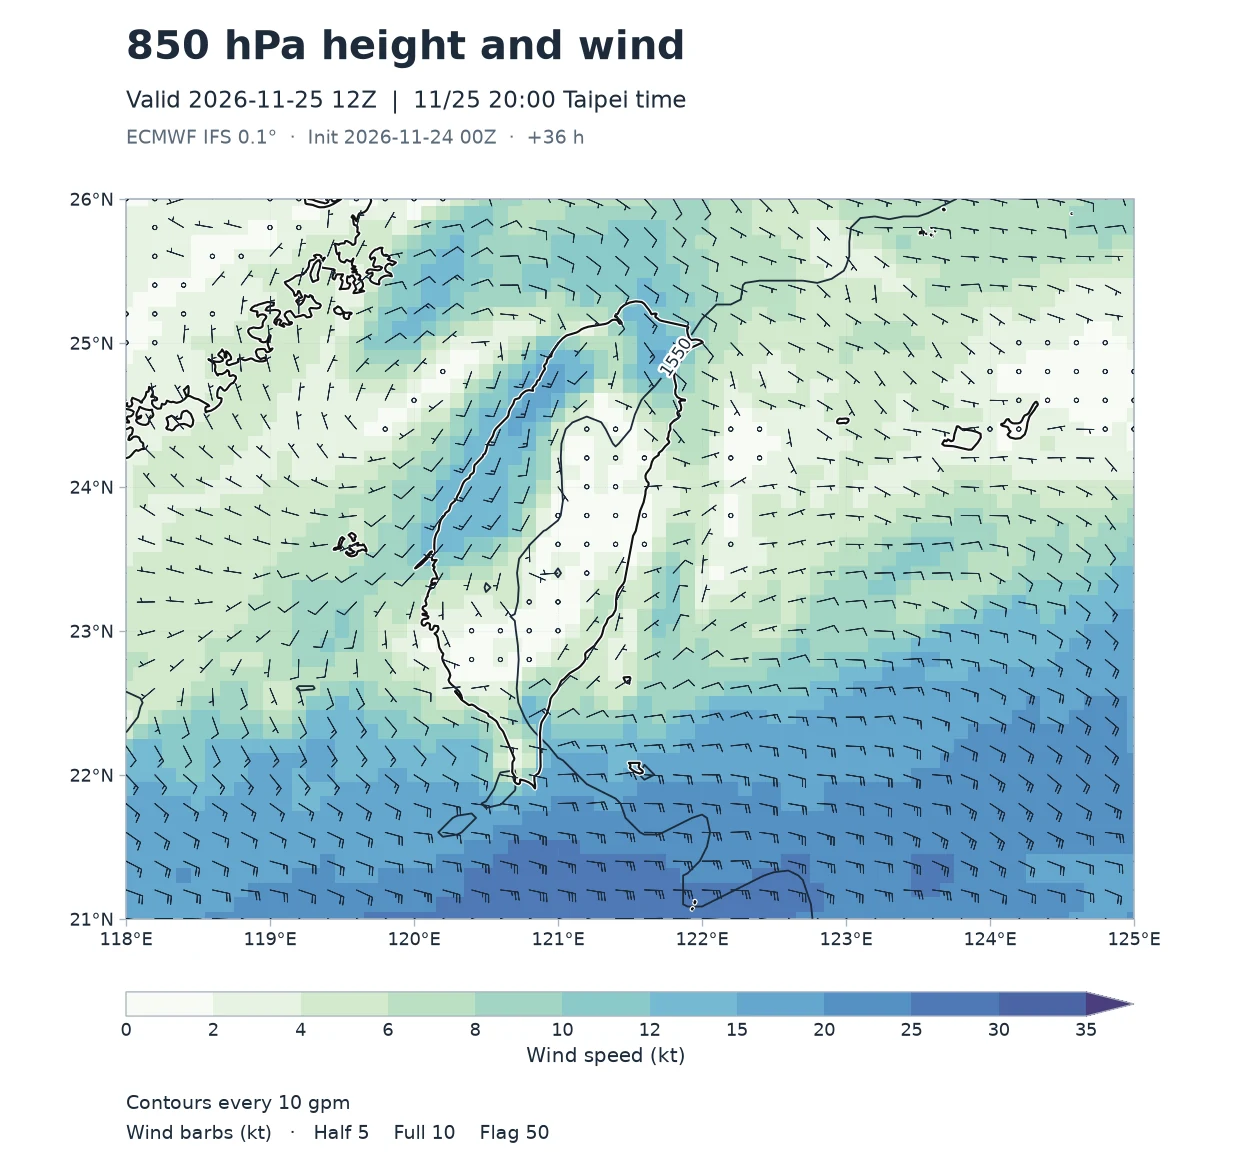 850 hPa height and wind
Valid 2026-11-25 12Z | 11/25 20:00 Taipei time
ECMWF IFS 0.1° · Init 2026-11-24 00Z · +36 h
26°N
25°N
24°N
23°N
22°N
21°N
1550
118°E 119°E 120°E 121°E 122°E 123°E 124°E 125°E
0 2 4 6 8 10 12 15 20 25 30 35
Wind speed (kt)
Contours every 10 gpm
Wind barbs (kt) · Half 5 Full 10 Flag 50